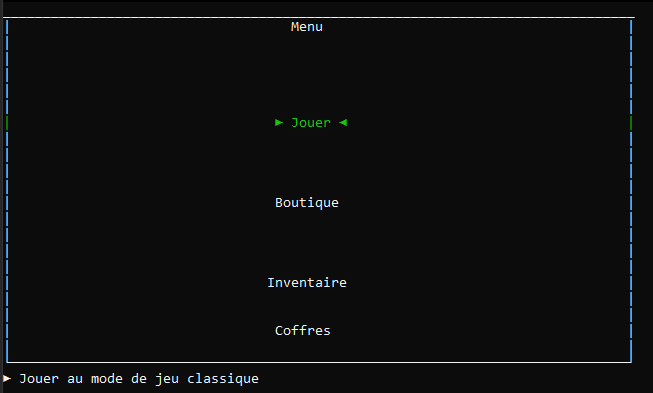 Menu
► Jouer ◄
Boutique
Inventaire
Coffres
► Jouer au mode de jeu classique